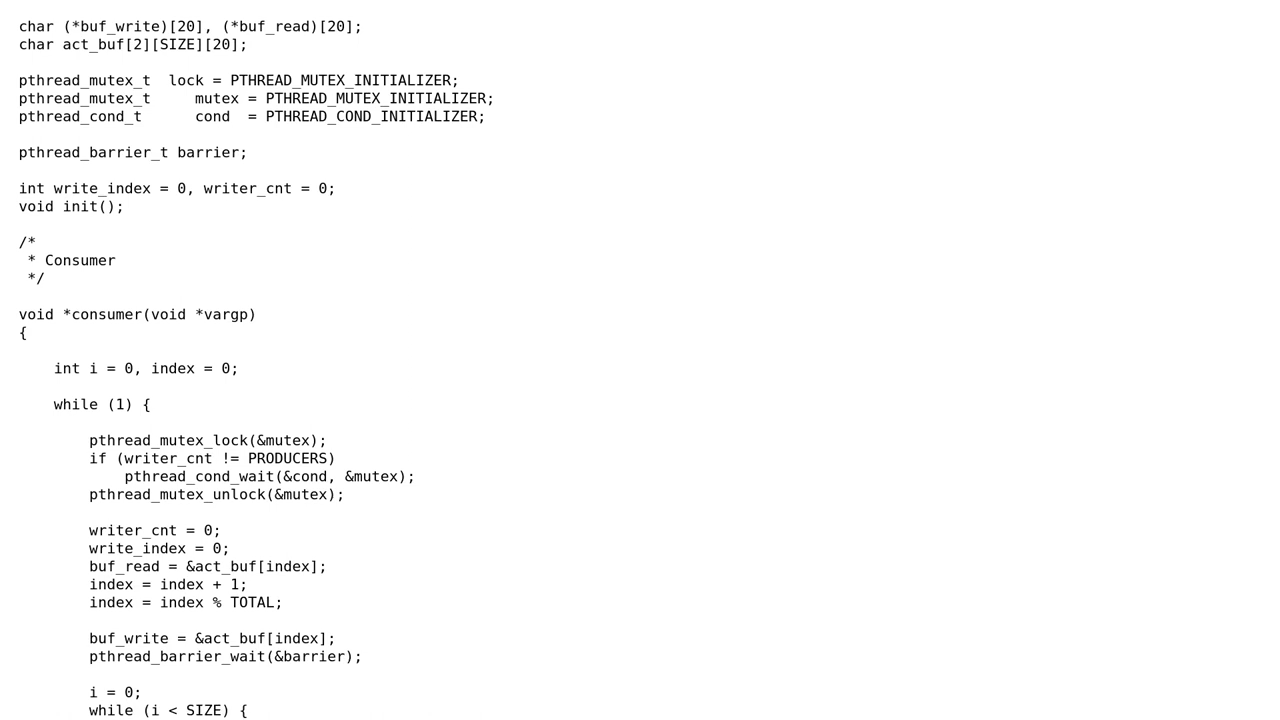 char (*buf_write)[20], (*buf_read)[20];
char act_buf[2][SIZE][20];

pthread_mutex_t  lock = PTHREAD_MUTEX_INITIALIZER;
pthread_mutex_t     mutex = PTHREAD_MUTEX_INITIALIZER;
pthread_cond_t      cond  = PTHREAD_COND_INITIALIZER;

pthread_barrier_t barrier;

int write_index = 0, writer_cnt = 0;
void init();

/*
 * Consumer
 */

void *consumer(void *vargp)
{

    int i = 0, index = 0;

    while (1) {

        pthread_mutex_lock(&mutex);
        if (writer_cnt != PRODUCERS)
            pthread_cond_wait(&cond, &mutex);
        pthread_mutex_unlock(&mutex);

        writer_cnt = 0;
        write_index = 0;
        buf_read = &act_buf[index];
        index = index + 1;
        index = index % TOTAL;

        buf_write = &act_buf[index];
        pthread_barrier_wait(&barrier);

        i = 0;
        while (i < SIZE) {